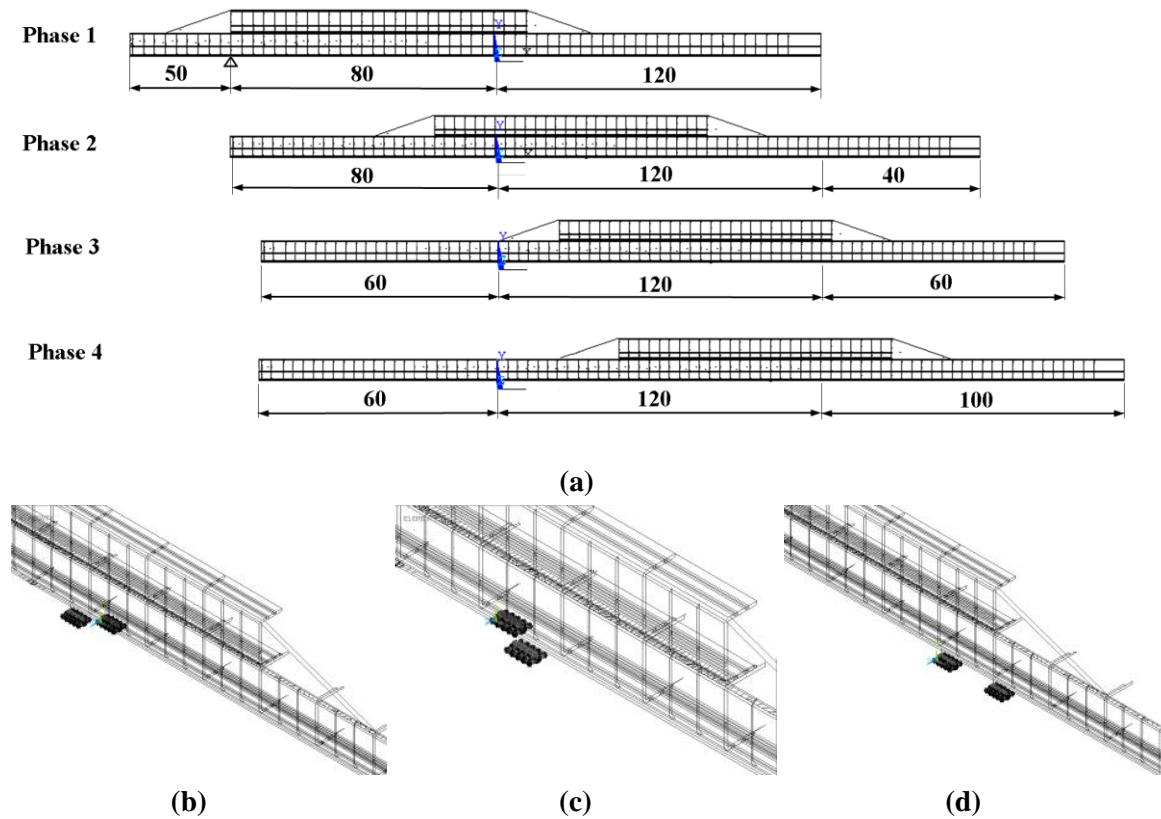 Phase 1
Y
X
50 80 120
Phase 2
Y
X
80 120 40
Phase 3
Y
60 120 60
Phase 4
Y
60 120 100
(a)
(b) (c) (d)